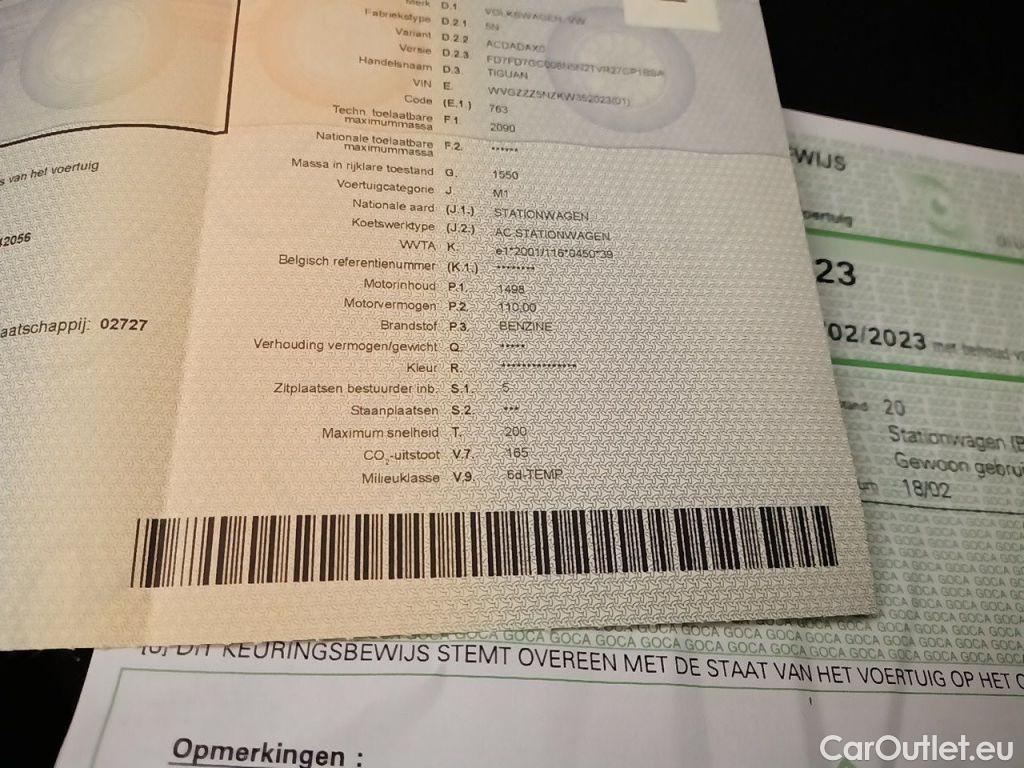 Merk D.1 VOLKSWAGEN, VW
Fabriekstype D.2.1 5N
Variant D.2.2 ACDADAX0
Versie D.2.3
Handelsnaam D.3. TIGUAN
VIN E. WVGZZZ5NZKW352023(01)
Code (E.1.) 763
Techn. toelaatbare
maximummassa F.1. 2090
Nationale toelaatbare
maximummassa F.2. ******
Massa in rijklare toestand G. 1550
Voertuigcategorie J. M1
Nationale aard (J.1.) STATIONWAGEN
Koetswerktype (J.2.) AC STATIONWAGEN
WVTA K. e1*2001/116*0450*39
Belgisch referentienummer (K.1.) ********
Motorinhoud P.1. 1498
Motorvermogen P.2. 110.00
Brandstof P.3. BENZINE
Verhouding vermogen/gewicht Q. *****
Kleur R. ***************
Zitplaatsen bestuurder inb. S.1. 5
Staanplaatsen S.2. ***
Maximum snelheid T. 200
CO2-uitstoot V.7. 165
Milieuklasse V.9. 6d-TEMP
s van het voertuig
42056
aatschappij: 02727
WIJS
23
/02/2023 met behoud v
20
Stationwagen (B
Gewoon gebrui
18/02
GOCA GOCA GOCA GOCA GOCA GOCA
DIT KEURINGSBEWIJS STEMT OVEREEN MET DE STAAT VAN HET VOERTUIG OP HET O
Opmerkingen :
CarOutlet.eu